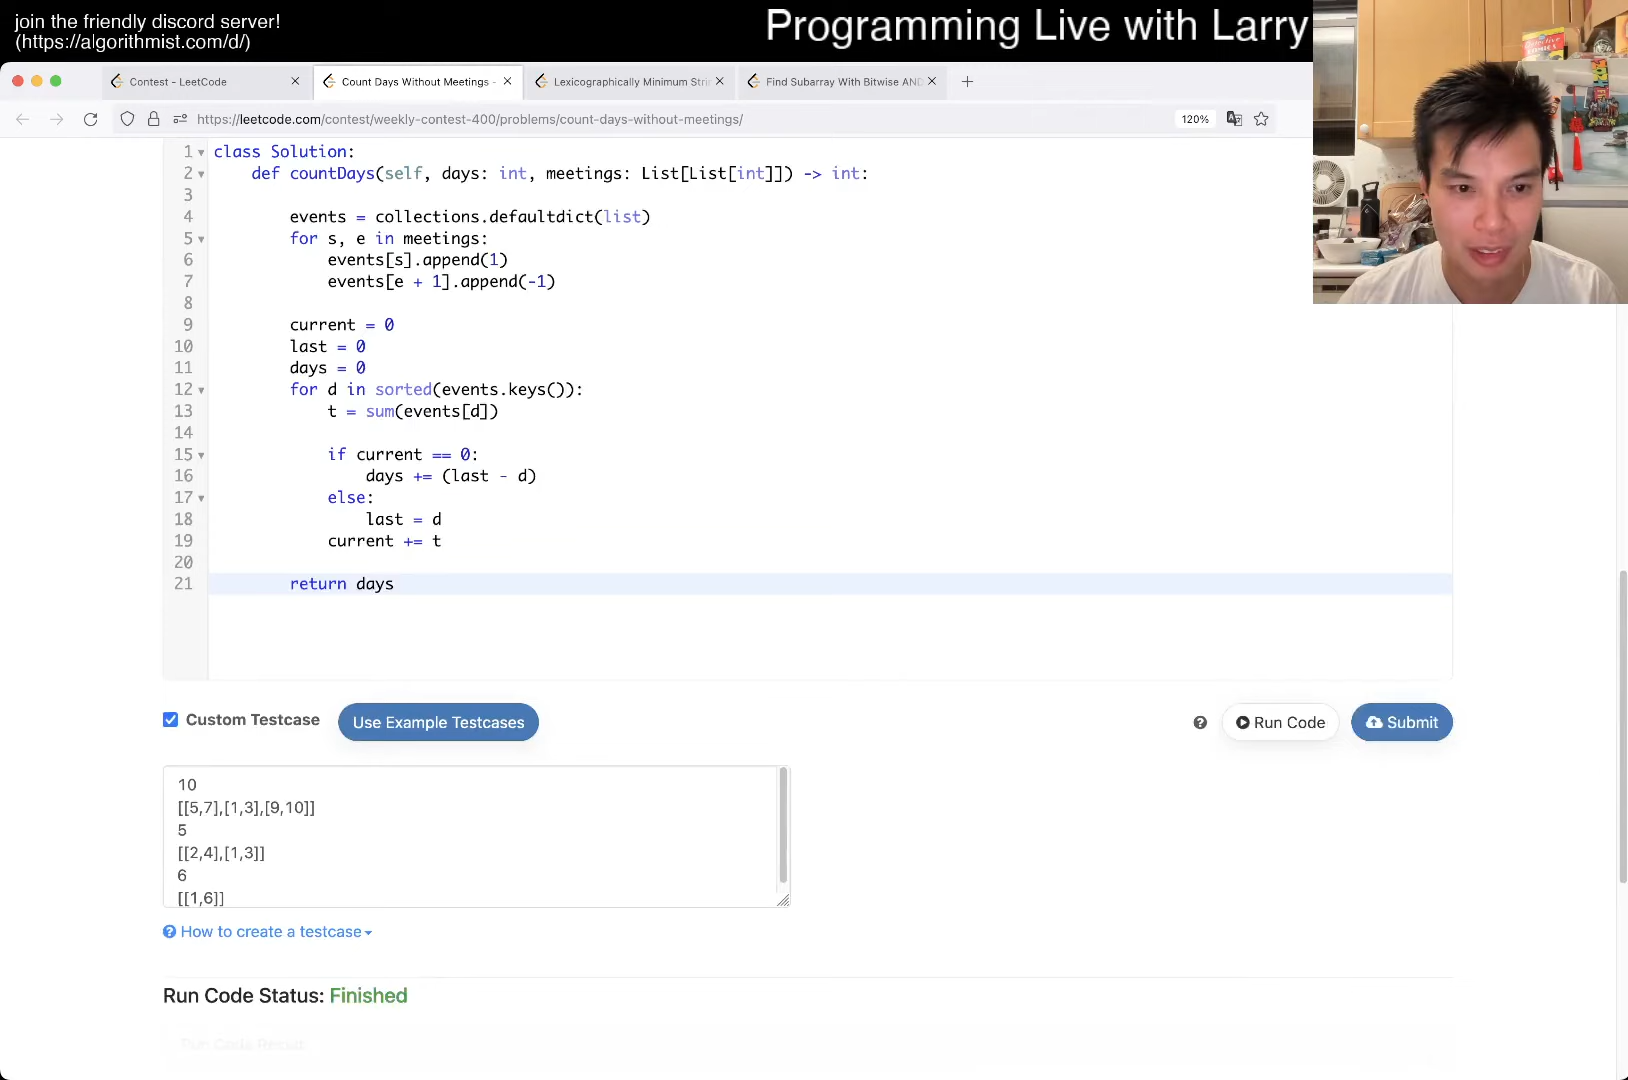 join the friendly discord server!
(https://algorithmist.com/d/)
Programming Live with Larry
Contest - LeetCode
Count Days Without Meetings -
Lexicographically Minimum Stri
Find Subarray With Bitwise AND
https://leetcode.com/contest/weekly-contest-400/problems/count-days-without-meetings/
120%
1 class Solution:
2 def countDays(self, days: int, meetings: List[List[int]]) -> int:
3
4 events = collections.defaultdict(list)
5 for s, e in meetings:
6 events[s].append(1)
7 events[e + 1].append(-1)
8
9 current = 0
10 last = 0
11 days = 0
12 for d in sorted(events.keys()):
13 t = sum(events[d])
14
15 if current == 0:
16 days += (last - d)
17 else:
18 last = d
19 current += t
20
21 return days
Custom Testcase
Use Example Testcases
Run Code
Submit
10
[[5,7],[1,3],[9,10]]
5
[[2,4],[1,3]]
6
[[1,6]]
How to create a testcase
Run Code Status: Finished
Run Code Result